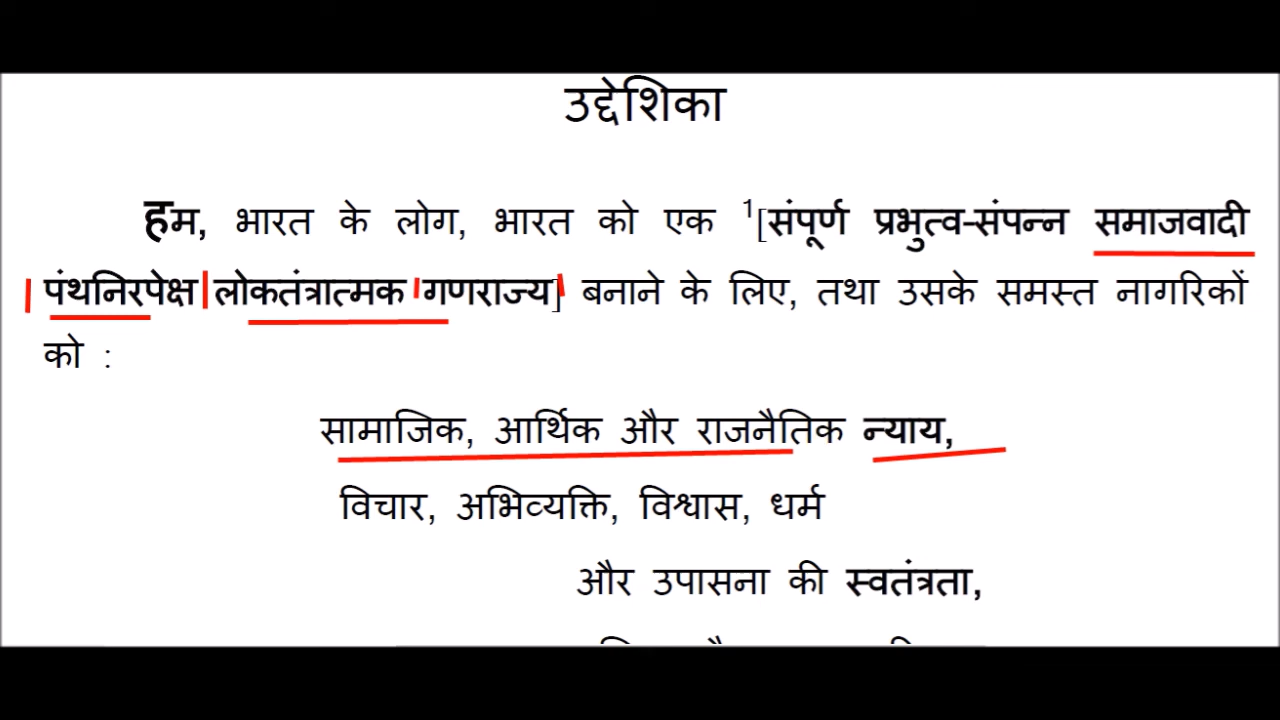 उद्देशिका
हम, भारत के लोग, भारत को एक ¹[संपूर्ण प्रभुत्व-संपन्न समाजवादी
पंथनिरपेक्ष लोकतंत्रात्मक गणराज्य] बनाने के लिए, तथा उसके समस्त नागरिकों
को :
सामाजिक, आर्थिक और राजनैतिक न्याय,
विचार, अभिव्यक्ति, विश्वास, धर्म
और उपासना की स्वतंत्रता,